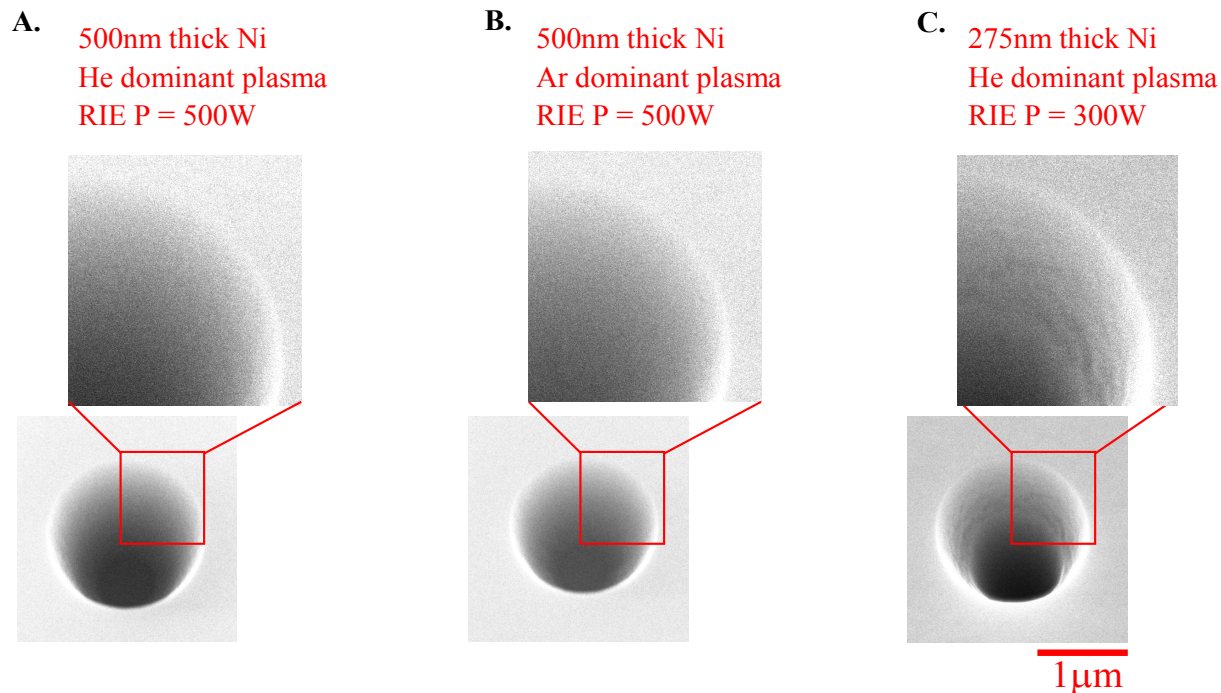 A.
500nm thick Ni
He dominant plasma
RIE P = 500W
B.
500nm thick Ni
Ar dominant plasma
RIE P = 500W
C.
275nm thick Ni
He dominant plasma
RIE P = 300W
1μm